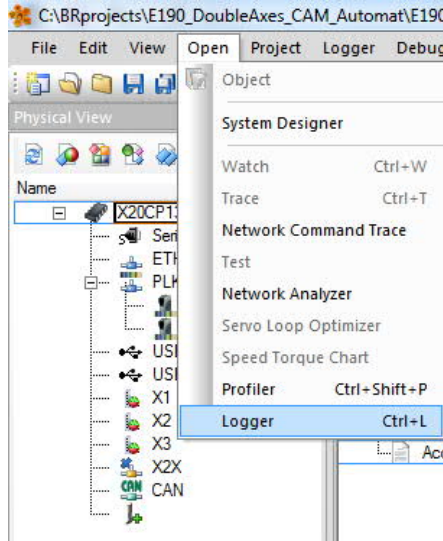 C:\BRprojects\E190_DoubleAxes_CAM_Automat\E190
File Edit View Open Project Logger Debug
Object
Physical View
System Designer
Watch Ctrl+W
Name
Trace Ctrl+T
X20CP13
Network Command Trace
Seri
ETH
Test
PLK
Network Analyzer
Servo Loop Optimizer
USI
Speed Torque Chart
USI
X1
Profiler Ctrl+Shift+P
X2
Logger Ctrl+L
X3
Acc
X2X
CAN
CAN